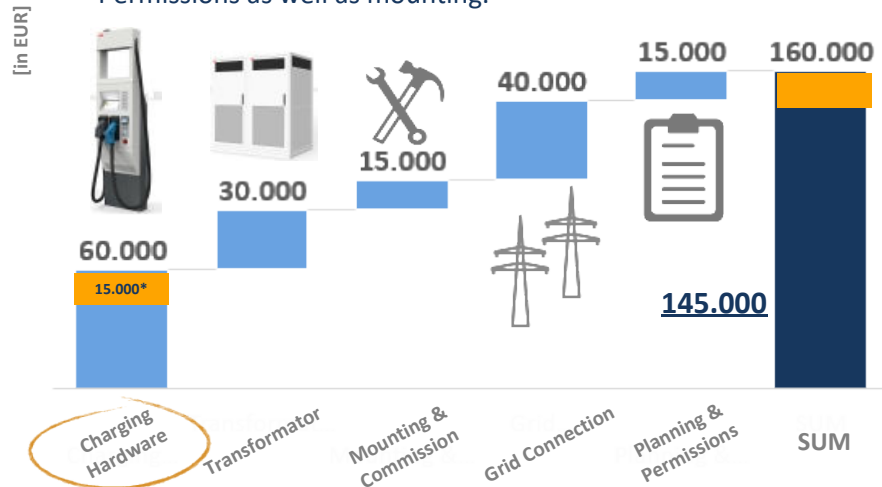 Permissions as well as mounting.
[in EUR]
60.000
15.000*
30.000
15.000
40.000
15.000
160.000
145.000
Charging
Hardware
Transformator
Mounting &
Commission
Grid Connection
Planning &
Permissions
SUM